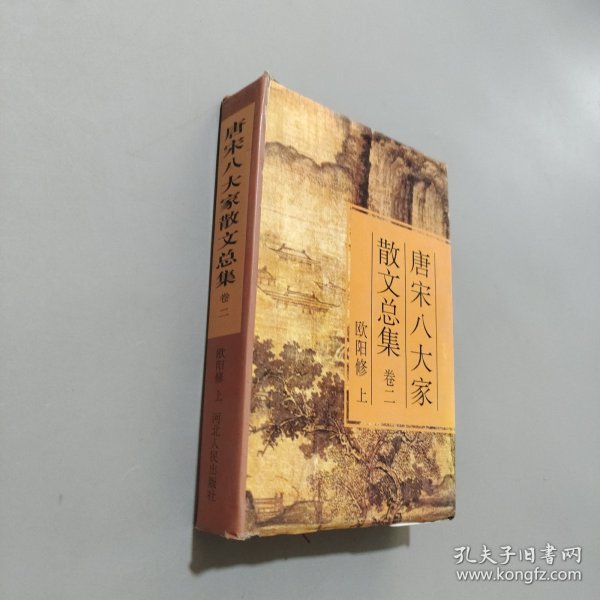 唐宋八大家散文总集 卷二
欧阳修 上 河北人民出版社
唐宋八大家
散文总集 卷二
欧阳修 上
孔夫子旧书网
www.kongfz.com